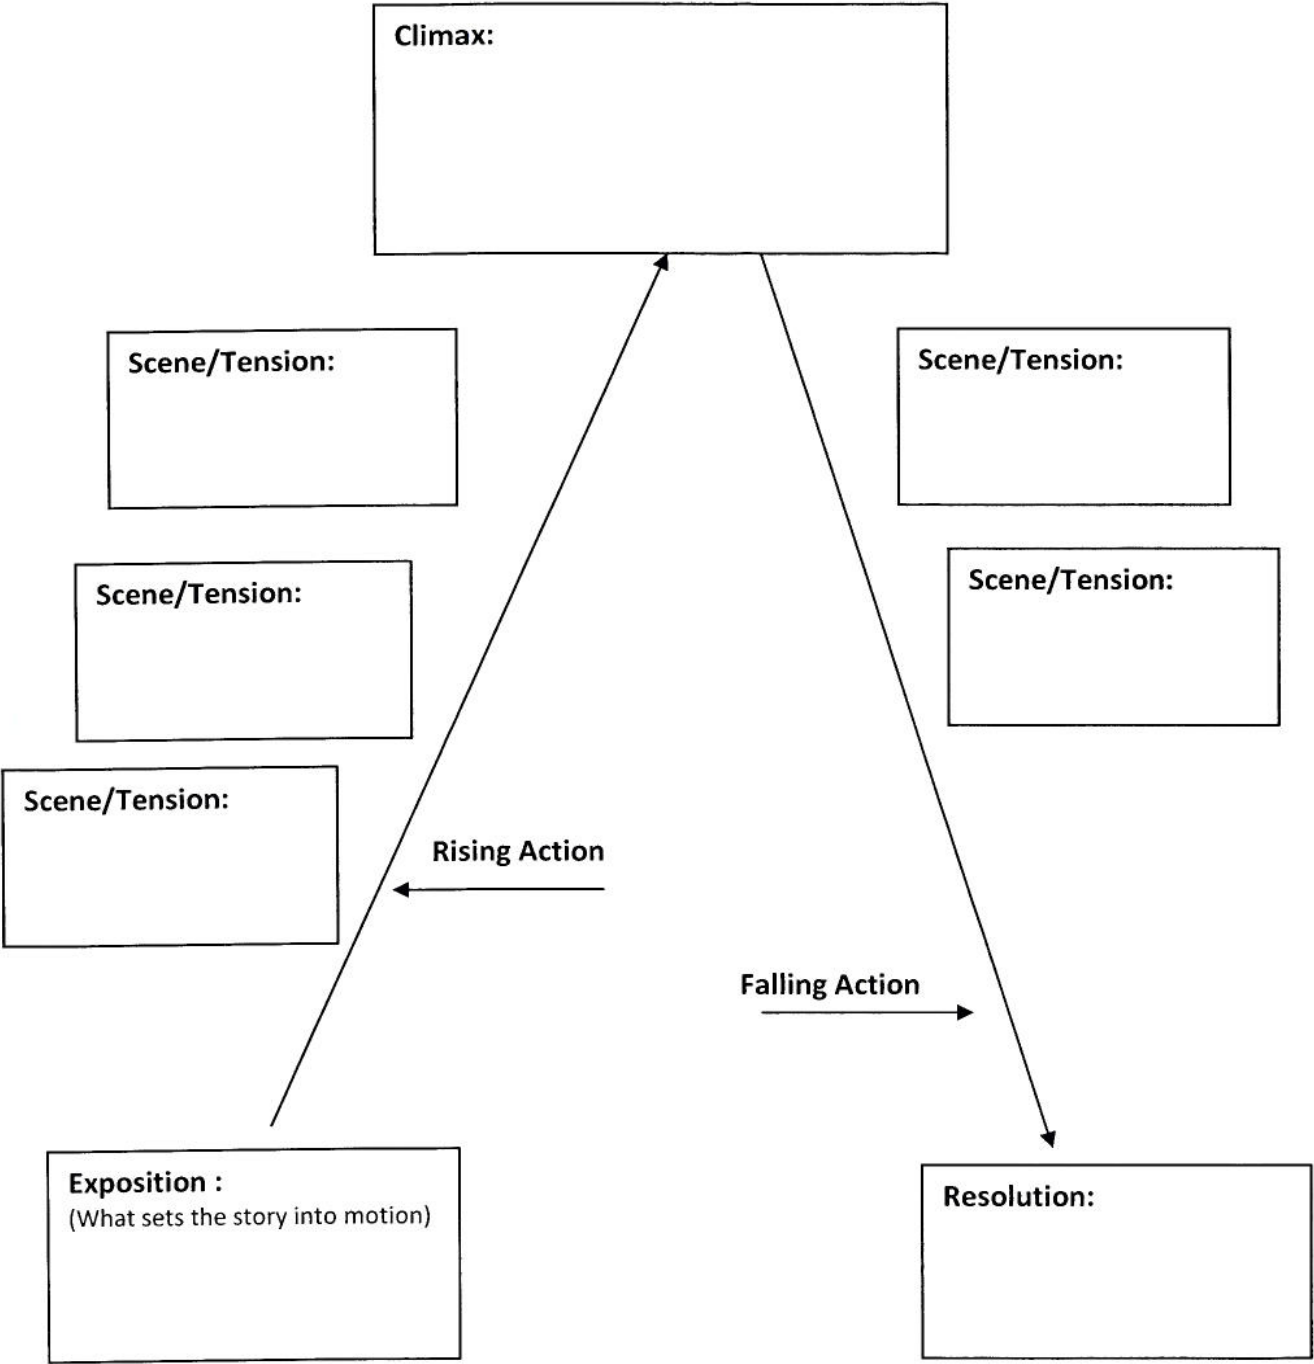 Climax:
Scene/Tension:
Scene/Tension:
Scene/Tension:
Scene/Tension:
Scene/Tension:
Rising Action
Falling Action
Exposition :
(What sets the story into motion)
Resolution: